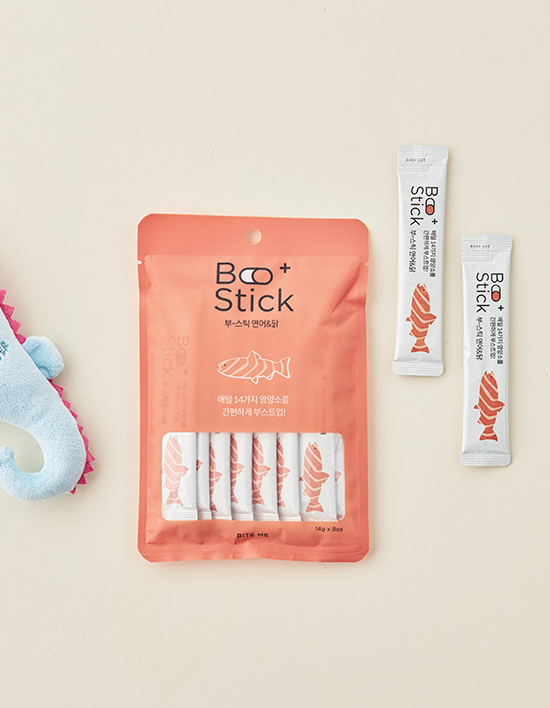 Boo+
Stick
부-스틱 연어&닭
매일 14가지 영양소를
간편하게 부스트업!
BITE ME
14g x 8ea
EASY CUT
Boo+
Stick
부-스틱 연어&닭
매일 14가지 영양소를
간편하게 부스트업!
EASY CUT
Boo+
Stick
부-스틱 연어&닭
매일 14가지 영양소를
간편하게 부스트업!